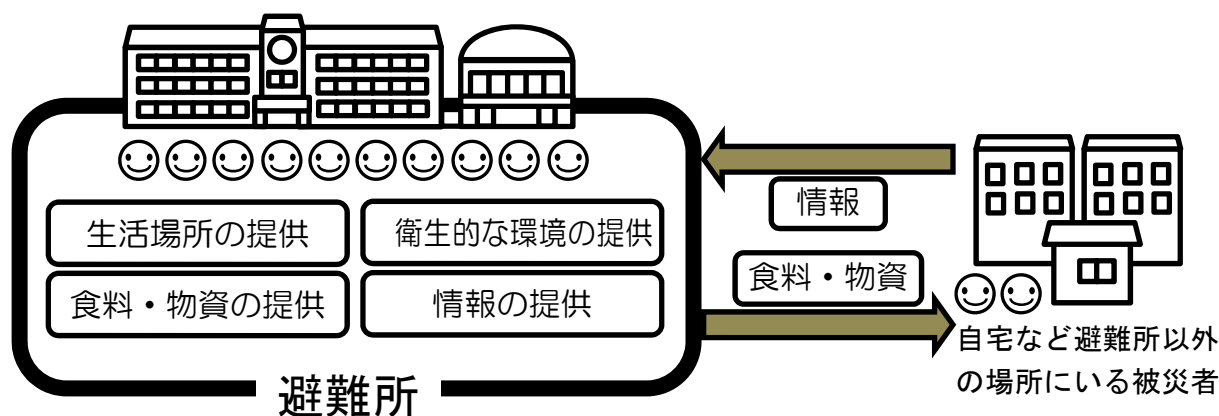 生活場所の提供
衛生的な環境の提供
食料・物資の提供
情報の提供
避難所
情報
食料・物資
自宅など避難所以外
の場所にいる被災者